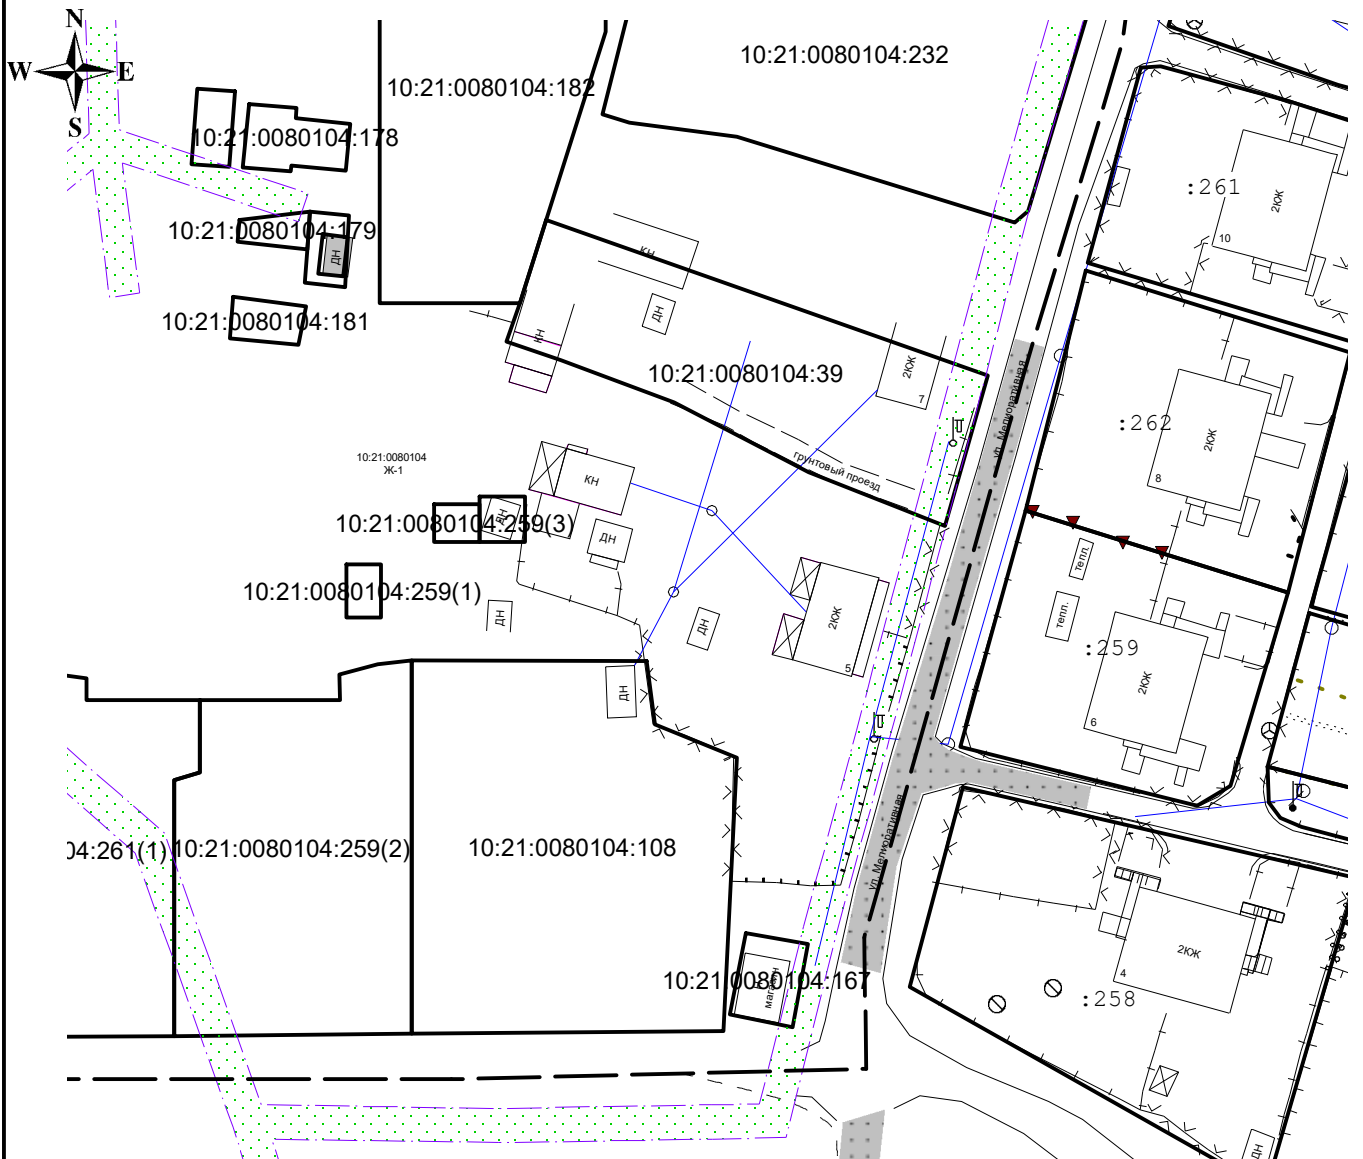 N
W E
S
10:21:0080104:232
10:21:0080104:182
10:21:0080104:178
:261
2КЖ
10
10:21:0080104:179
ДН
КН
10:21:0080104:181
ДН
КН
10:21:0080104:39
2КЖ
7
ул. Мелиоративная
:262
2КЖ
8
10:21:0080104
Ж-1
грунтовый проезд
КН
10:21:0080104:259(3)
ДН
ДН
тепл.
10:21:0080104:259(1)
ДН
ДН
2КЖ
5
тепл.
:259
2КЖ
6
ДН
ул. Мелиоративная
04:261(1)
10:21:0080104:259(2)
10:21:0080104:108
2КЖ
4
10:21:0080104:167
магазин
:258
ДН